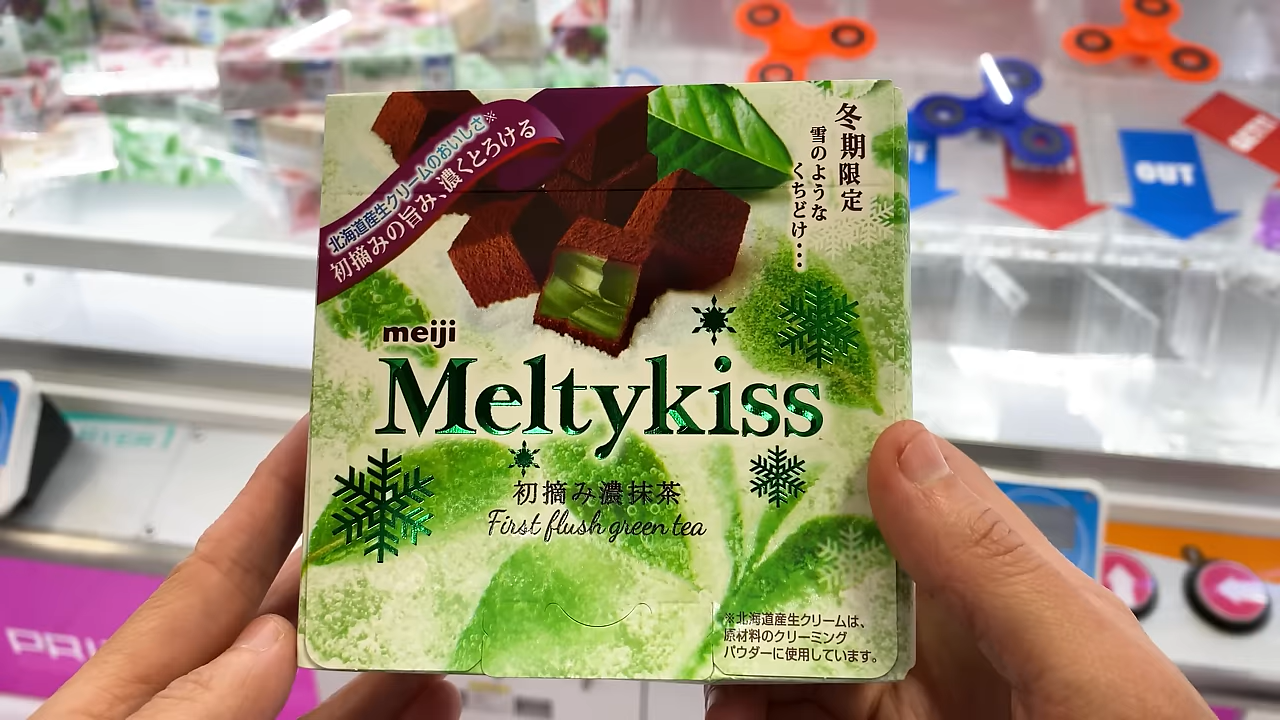 北海道産生クリームのおいしさ※
初摘みの旨み、濃くとろける
冬期限定
雪のような
くちどけ…
meiji
Meltykiss
初摘み濃抹茶
First flush green tea
※北海道産生クリームは、
原材料のクリーミング
パウダーに使用しています。
OUT
GET!